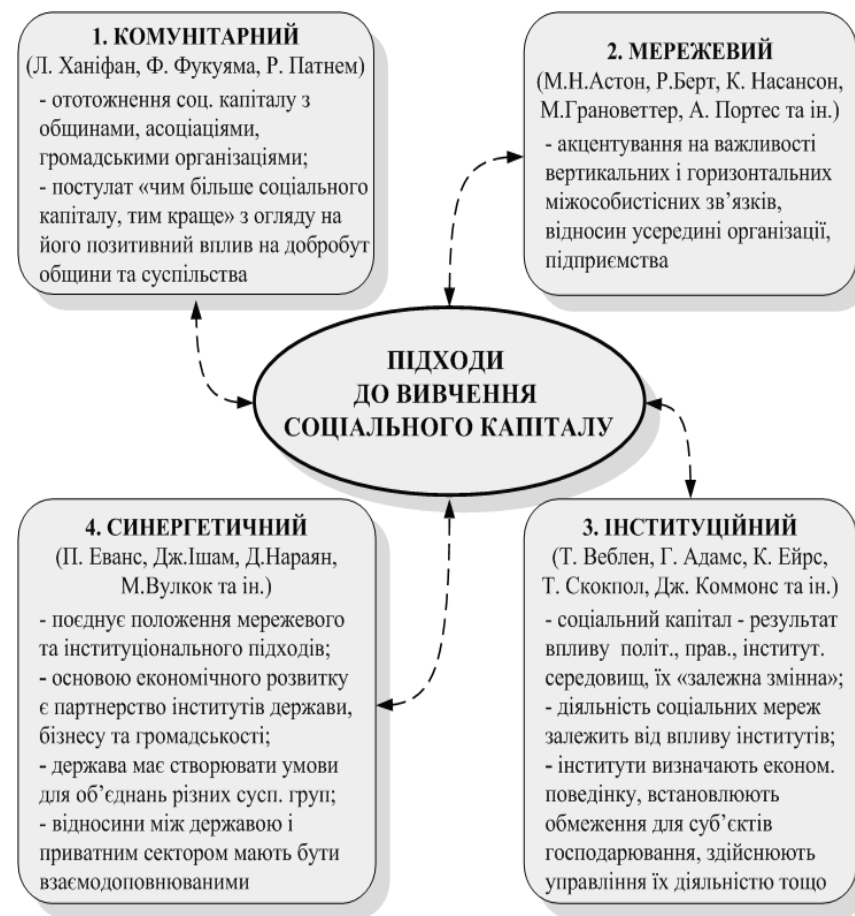 1. КОМУНІТАРНИЙ
(Л. Ханіфан, Ф. Фукуяма, Р. Патнем)
- ототожнення соц. капіталу з
общинами, асоціаціями,
громадськими організаціями;
- постулат «чим більше соціального
капіталу, тим краще» з огляду на
його позитивний вплив на добробут
общини та суспільства
2. МЕРЕЖЕВИЙ
(М.Н.Астон, Р.Берт, К. Насансон,
М.Грановеттер, А. Портес та ін.)
- акцентування на важливості
вертикальних і горизонтальних
міжособистісних зв’язків,
відносин усередині організації,
підприємства
ПІДХОДИ
ДО ВИВЧЕННЯ
СОЦІАЛЬНОГО КАПІТАЛУ
4. СИНЕРГЕТИЧНИЙ
(П. Еванс, Дж.Ішам, Д.Нараян,
М.Вулкок та ін.)
- поєднує положення мережевого
та інституціонального підходів;
- основою економічного розвитку
є партнерство інститутів держави,
бізнесу та громадськості;
- держава має створювати умови
для об’єднань різних сусп. груп;
- відносини між державою і
приватним сектором мають бути
взаємодоповнюваними
3. ІНСТИТУЦІЙНИЙ
(Т. Веблен, Г. Адамс, К. Ейрс,
Т. Скокпол, Дж. Коммонс та ін.)
- соціальний капітал - результат
впливу політ., прав., інститут.
середовищ, їх «залежна змінна»;
- діяльність соціальних мереж
залежить від впливу інститутів;
- інститути визначають економ.
поведінку, встановлюють
обмеження для суб’єктів
господарювання, здійснюють
управління їх діяльністю тощо